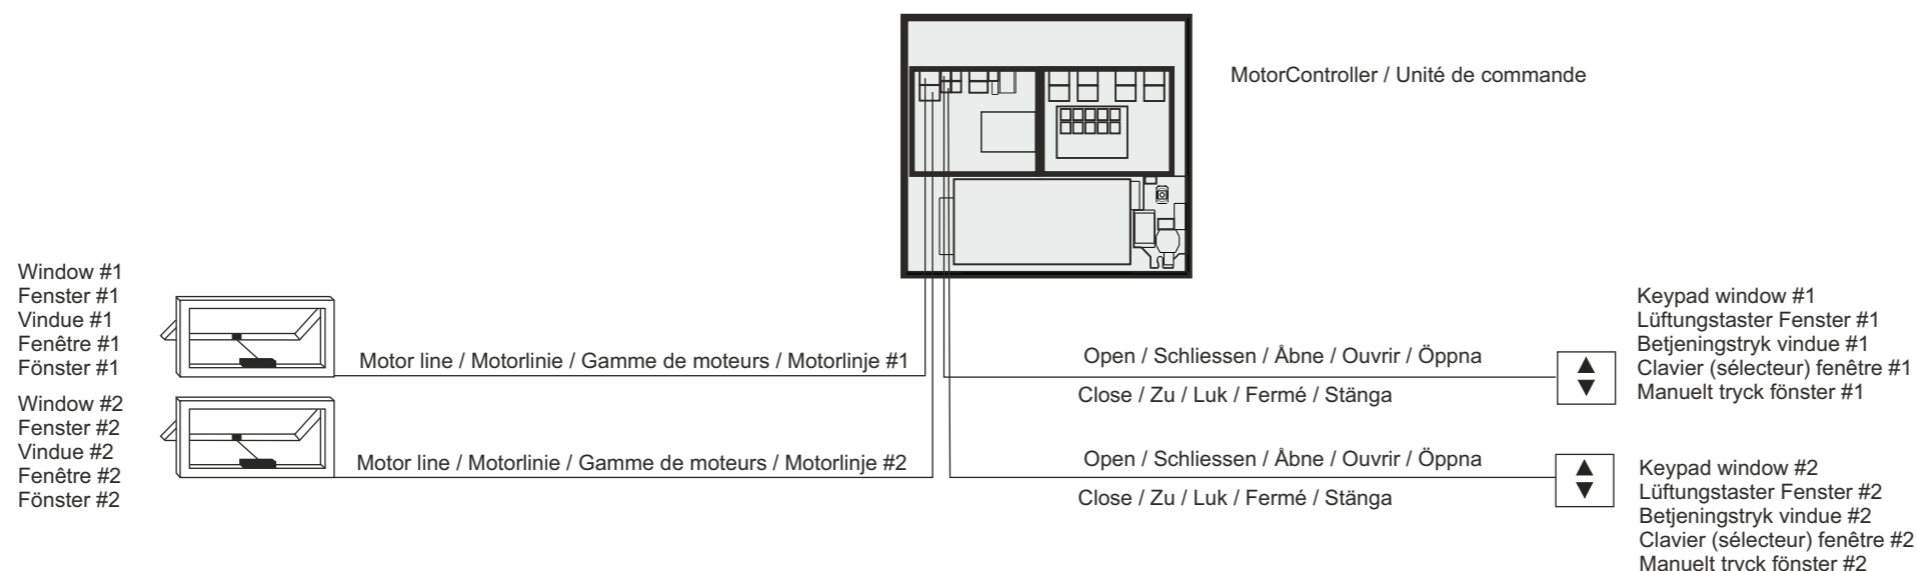 MotorController / Unité de commande
Window #1
Fenster #1
Vindue #1
Fenêtre #1
Fönster #1
Motor line / Motorlinie / Gamme de moteurs / Motorlinje #1
Open / Schliessen / Åbne / Ouvrir / Öppna
Close / Zu / Luk / Fermé / Stänga
Keypad window #1
Lüftungstaster Fenster #1
Betjeningstryk vindue #1
Clavier (sélecteur) fenêtre #1
Manuelt tryck fönster #1
Window #2
Fenster #2
Vindue #2
Fenêtre #2
Fönster #2
Motor line / Motorlinie / Gamme de moteurs / Motorlinje #2
Open / Schliessen / Åbne / Ouvrir / Öppna
Close / Zu / Luk / Fermé / Stänga
Keypad window #2
Lüftungstaster Fenster #2
Betjeningstryk vindue #2
Clavier (sélecteur) fenêtre #2
Manuelt tryck fönster #2